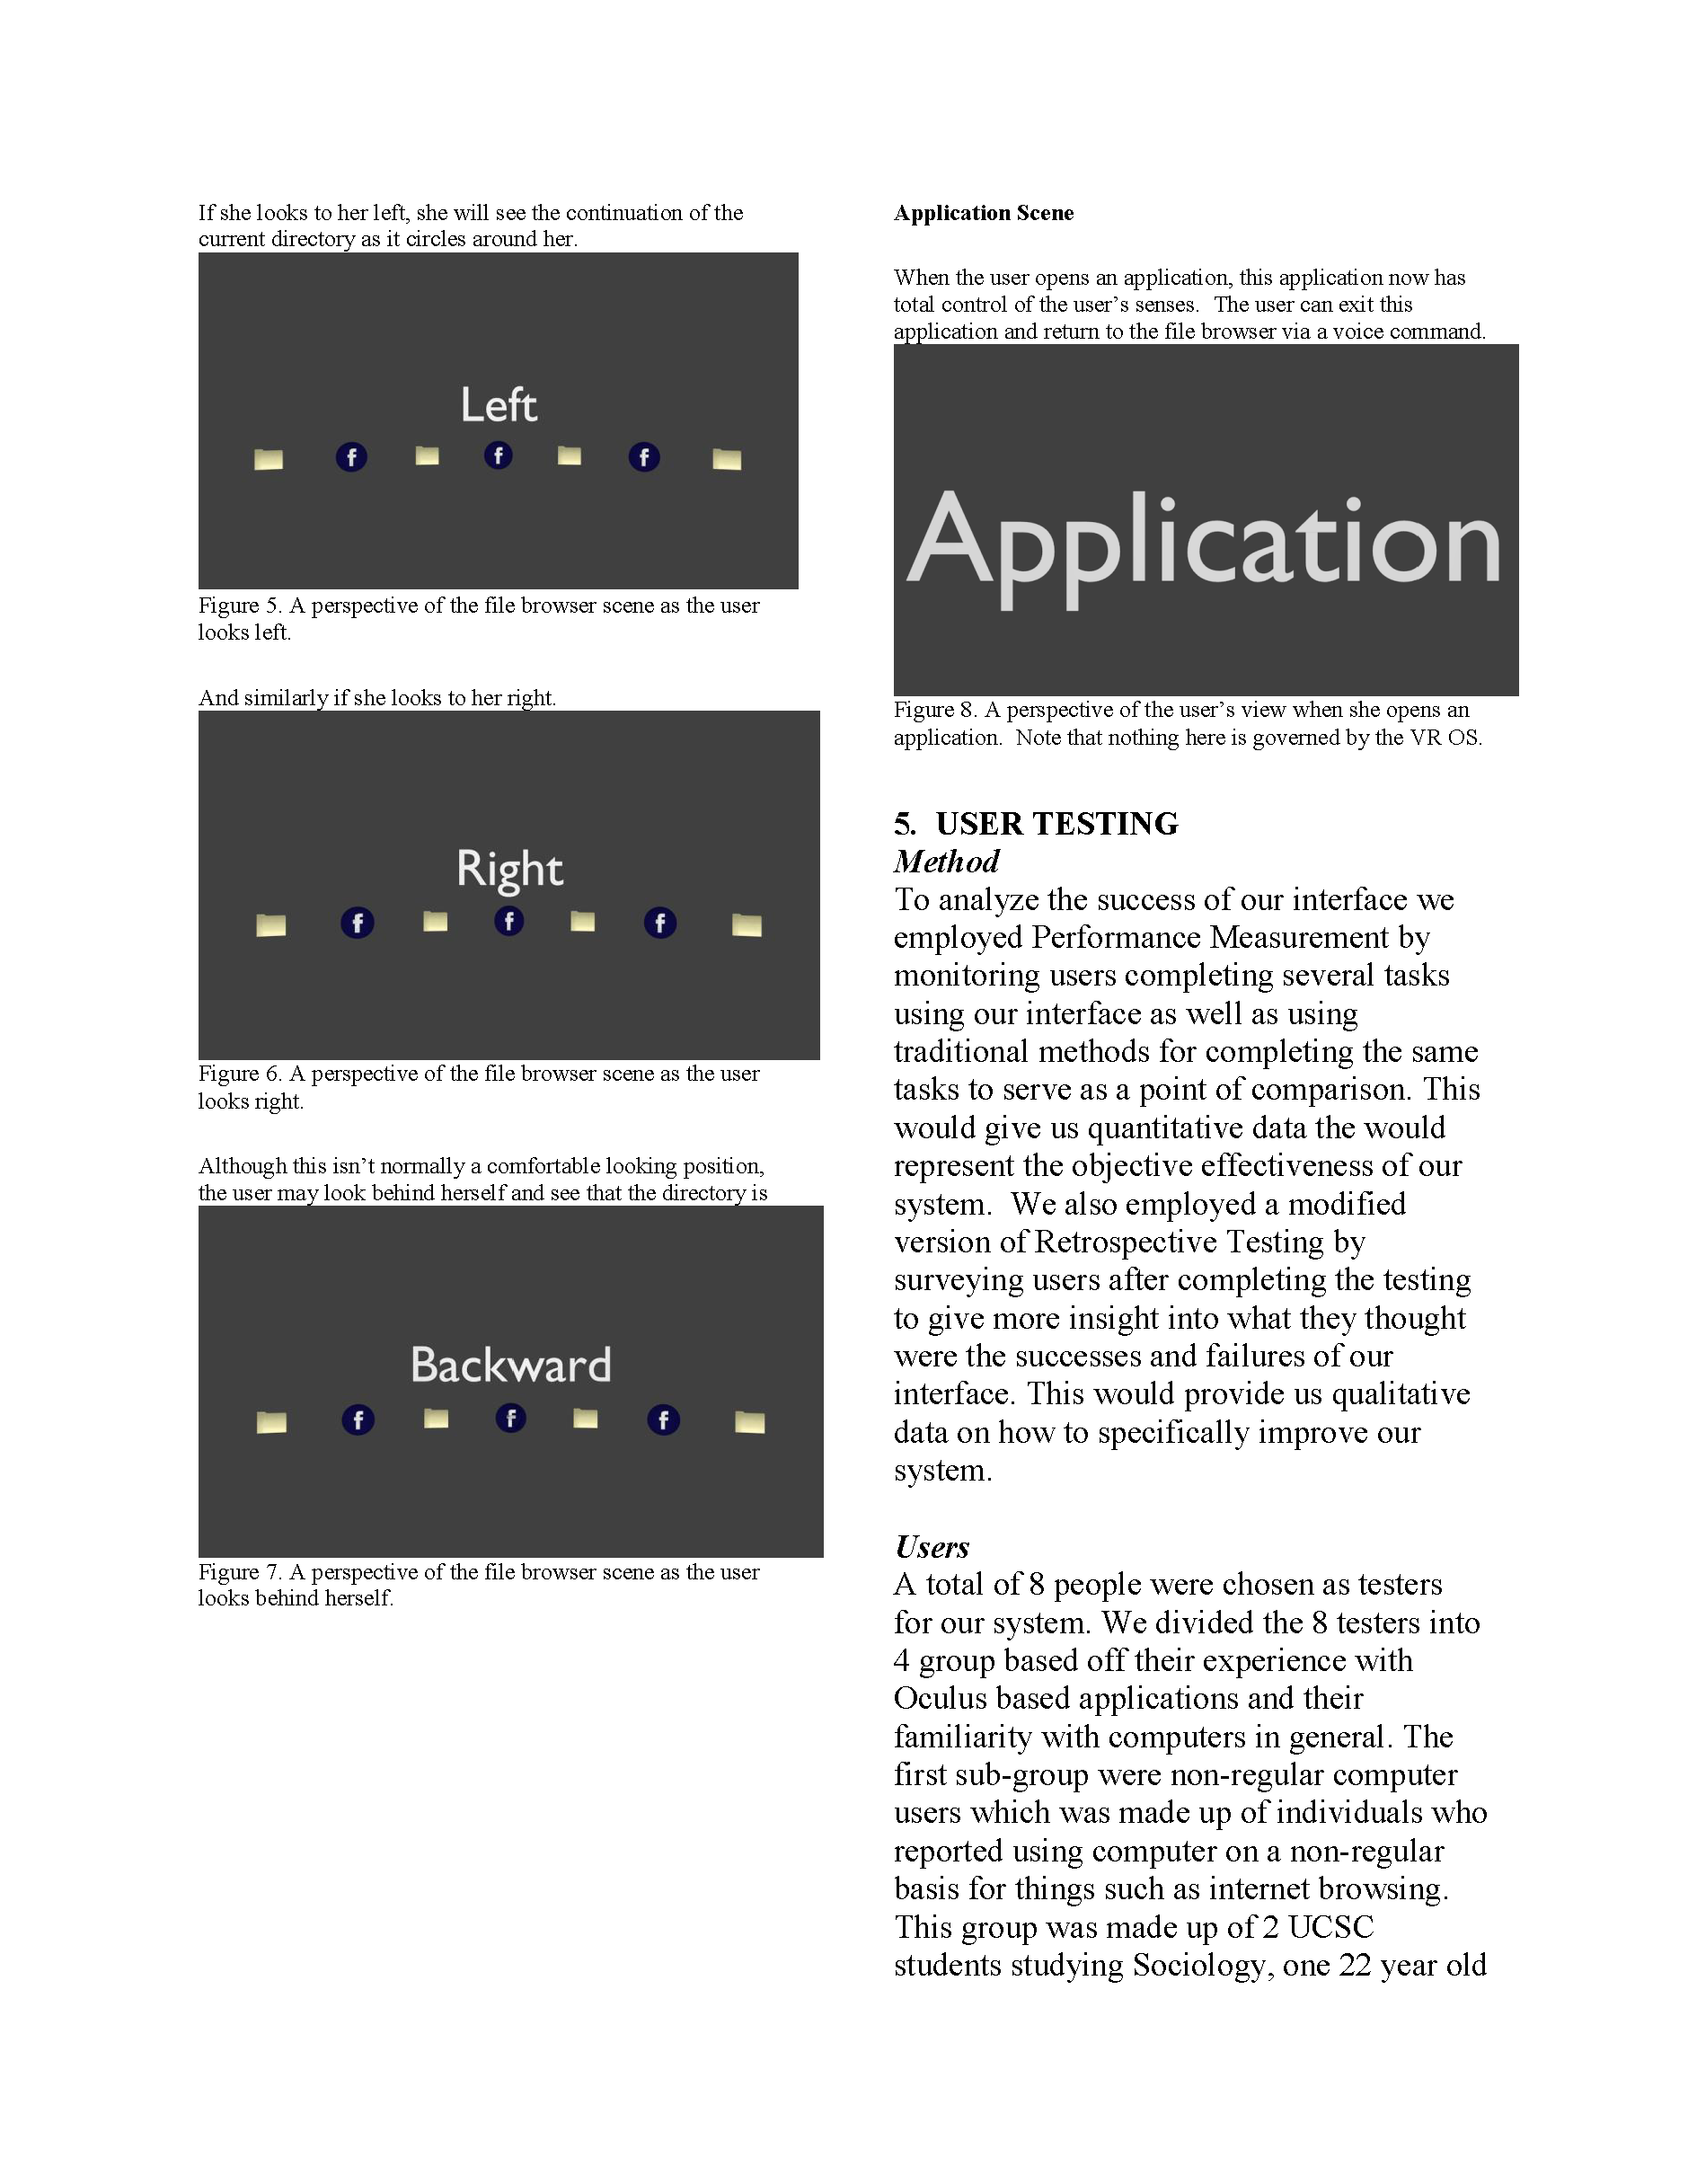 If she looks to her left, she will see the continuation of the
current directory as it circles around her.
Left
f f f
Figure 5. A perspective of the file browser scene as the user
looks left.
And similarly if she looks to her right.
Right
f f f
Figure 6. A perspective of the file browser scene as the user
looks right.
Although this isn’t normally a comfortable looking position,
the user may look behind herself and see that the directory is
Backward
f f f
Figure 7. A perspective of the file browser scene as the user
looks behind herself.
Application Scene
When the user opens an application, this application now has
total control of the user’s senses.  The user can exit this
application and return to the file browser via a voice command.
Application
Figure 8. A perspective of the user’s view when she opens an
application.  Note that nothing here is governed by the VR OS.
5.  USER TESTING
Method
To analyze the success of our interface we
employed Performance Measurement by
monitoring users completing several tasks
using our interface as well as using
traditional methods for completing the same
tasks to serve as a point of comparison. This
would give us quantitative data the would
represent the objective effectiveness of our
system.  We also employed a modified
version of Retrospective Testing by
surveying users after completing the testing
to give more insight into what they thought
were the successes and failures of our
interface. This would provide us qualitative
data on how to specifically improve our
system.
Users
A total of 8 people were chosen as testers
for our system. We divided the 8 testers into
4 group based off their experience with
Oculus based applications and their
familiarity with computers in general. The
first sub-group were non-regular computer
users which was made up of individuals who
reported using computer on a non-regular
basis for things such as internet browsing.
This group was made up of 2 UCSC
students studying Sociology, one 22 year old